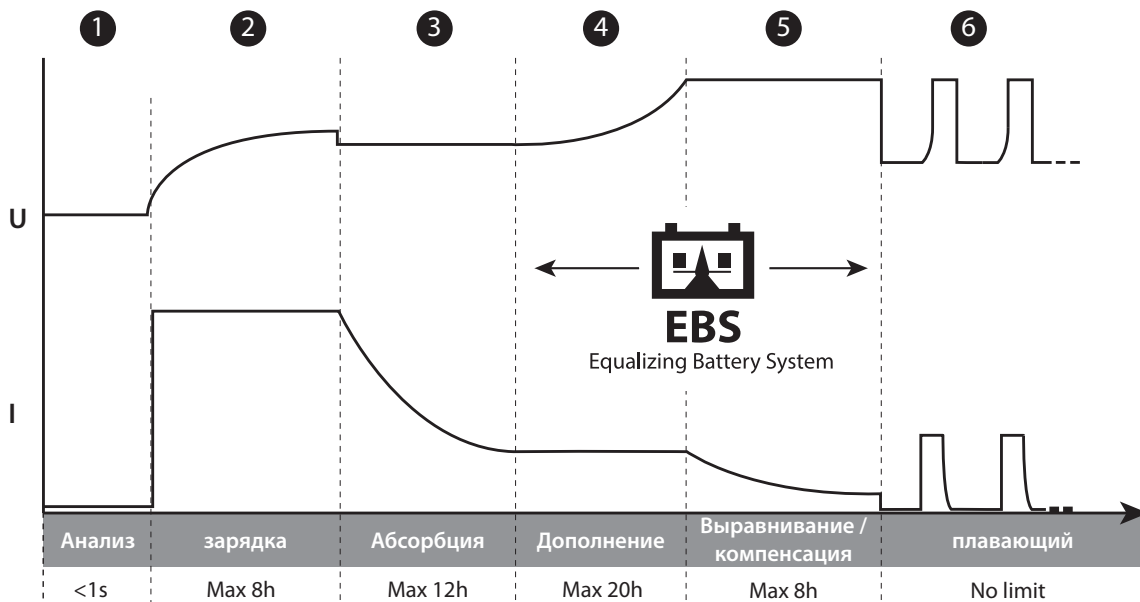 1 2 3 4 5 6
U
EBS
Equalizing Battery System
I
Анализ зарядка Абсорбция Дополнение Выравнивание / плавающий
компенсация
<1s Max 8h Max 12h Max 20h Max 8h No limit